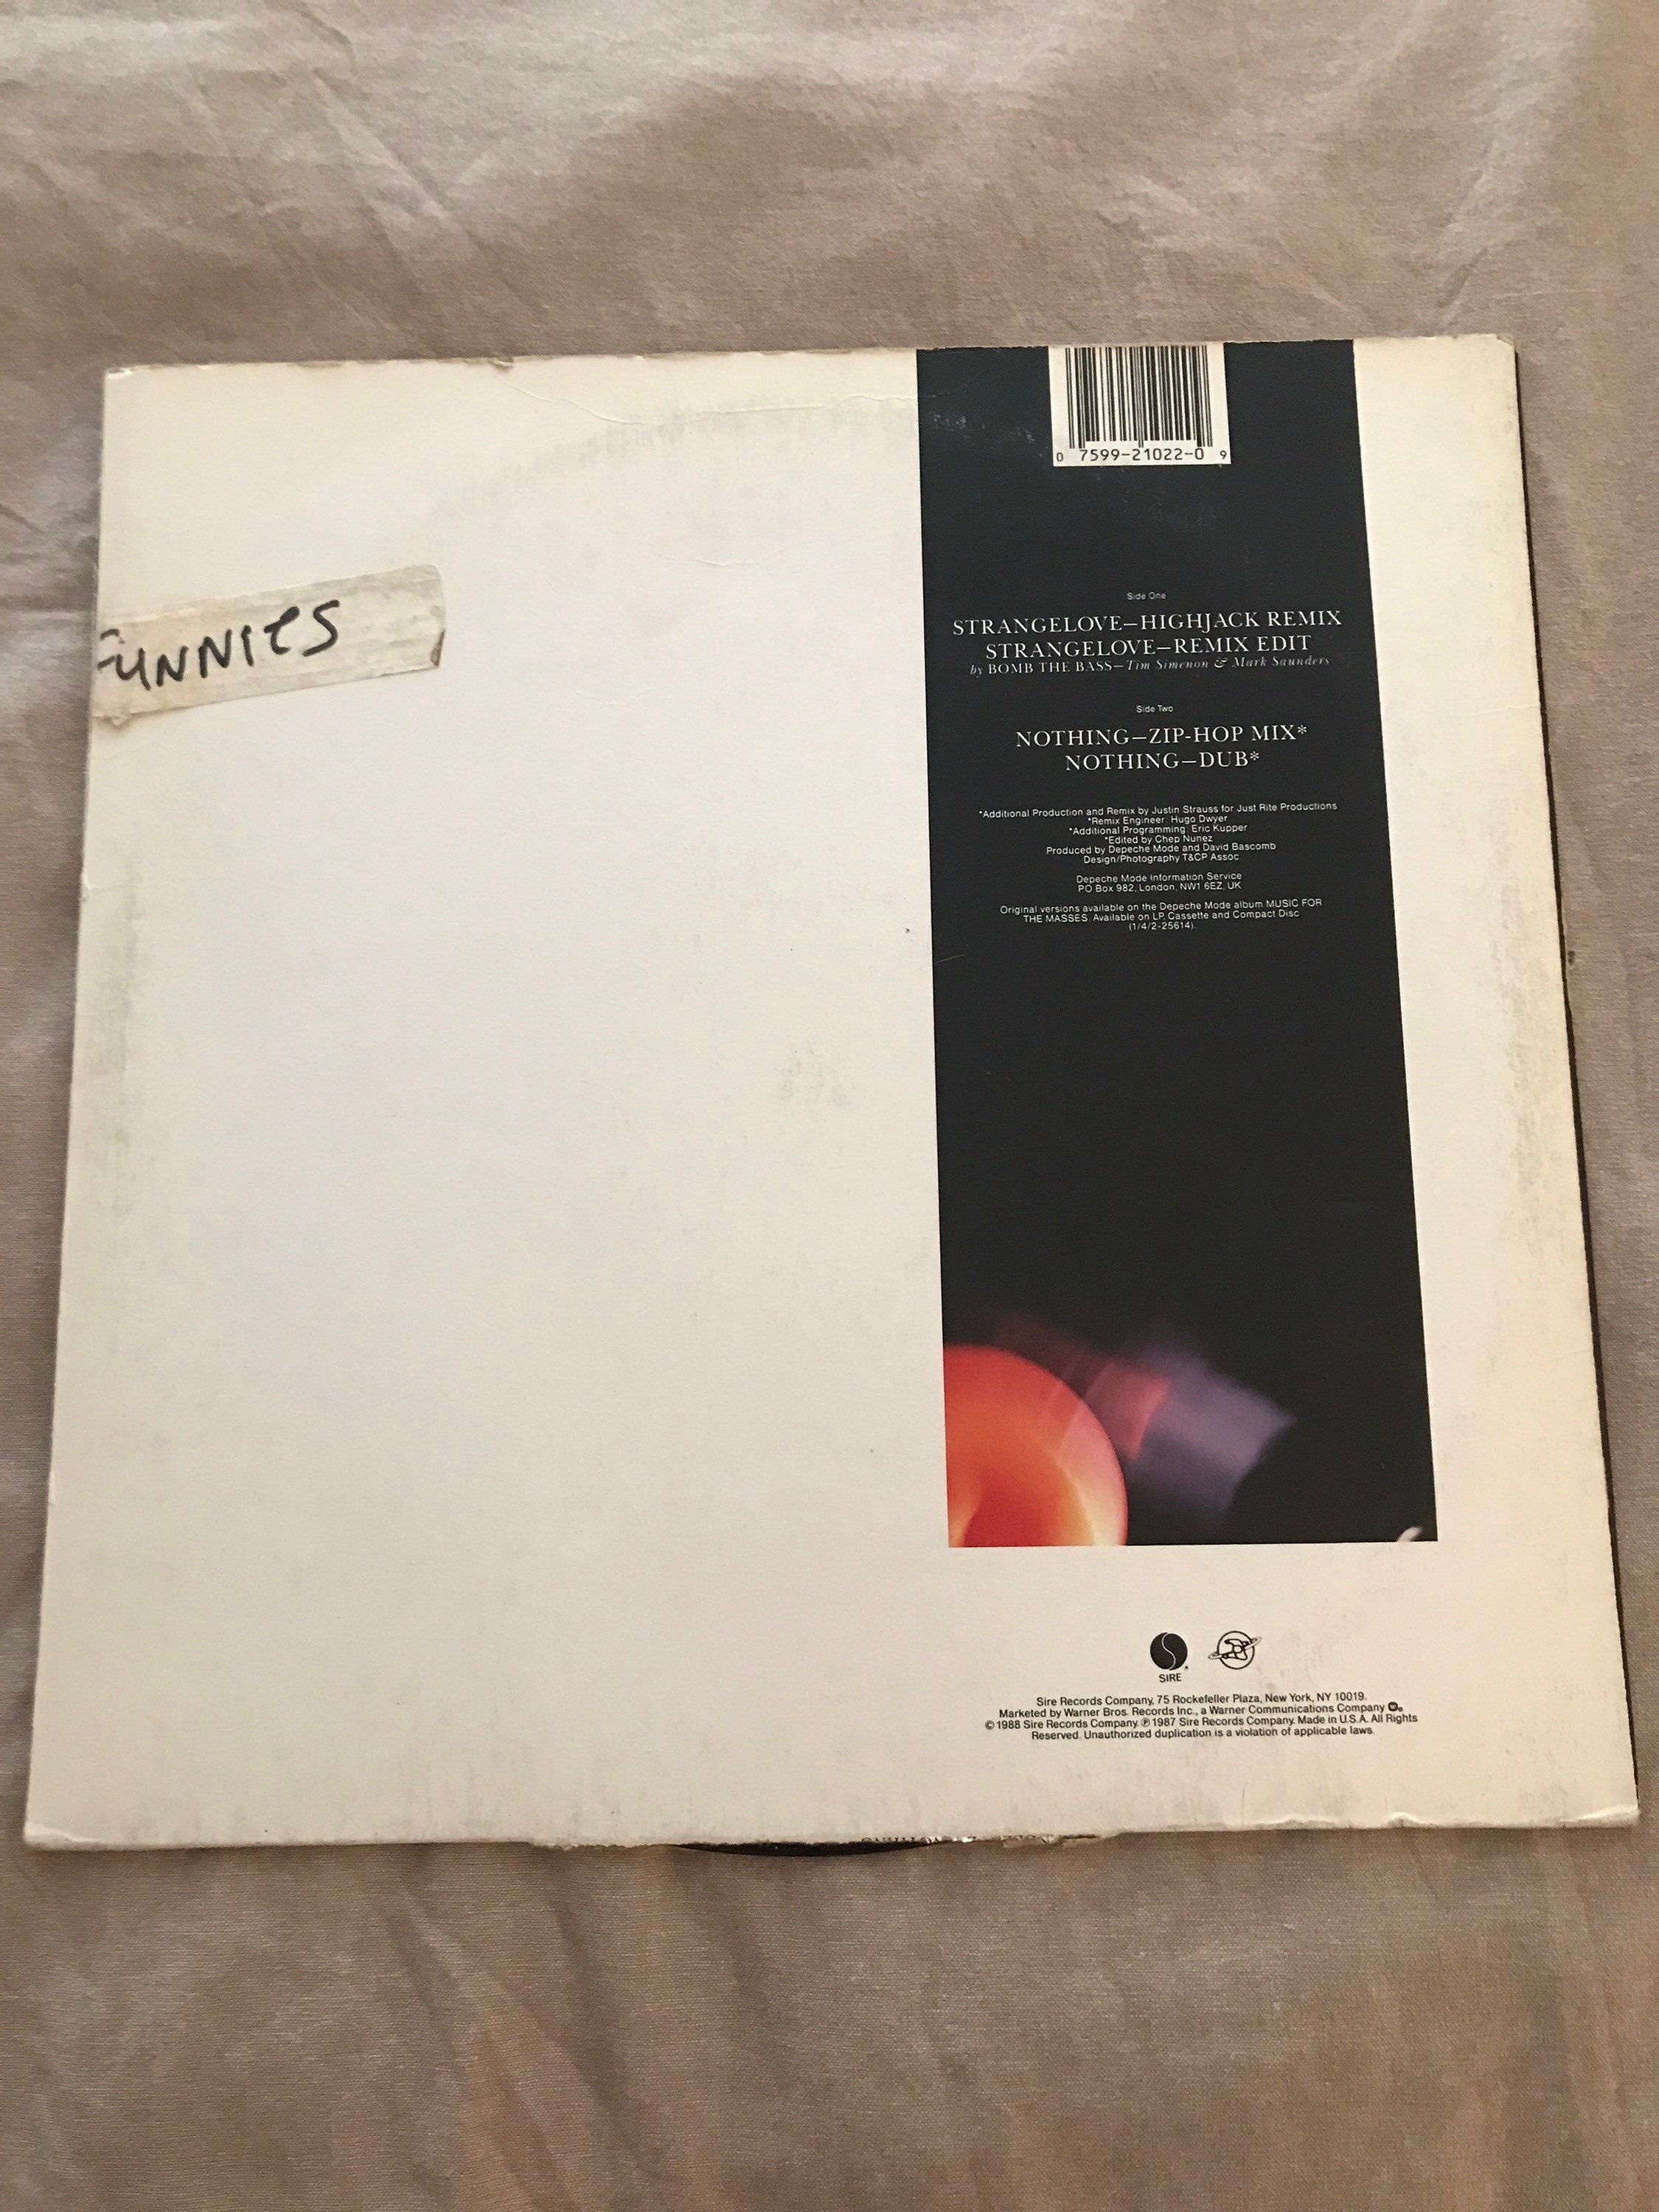 0 7599-21022-0 9
FUNNIES
Side One
STRANGELOVE—HIGHJACK REMIX
STRANGELOVE—REMIX EDIT
by BOMB THE BASS—Tim Simenon & Mark Saunders
Side Two
NOTHING—ZIP-HOP MIX*
NOTHING—DUB*
*Additional Production and Remix by Justin Strauss for Just Rite Productions
*Remix Engineer: Hugo Dwyer
*Additional Programming: Eric Kupper
*Edited by Chep Nunez
Produced by Depeche Mode and David Bascomb
Design/Photography T&CP Assoc
Depeche Mode Information Service
PO Box 982, London, NW1 6EZ. UK
Original versions available on the Depeche Mode album MUSIC FOR
THE MASSES. Available on LP, Cassette and Compact Disc
(1/4/2-25614).
SIRE
Sire Records Company, 75 Rockefeller Plaza, New York, NY 10019.
Marketed by Warner Bros. Records Inc., a Warner Communications Company
© 1988 Sire Records Company. ℗ 1987 Sire Records Company. Made in U.S.A. All Rights
Reserved. Unauthorized duplication is a violation of applicable laws.